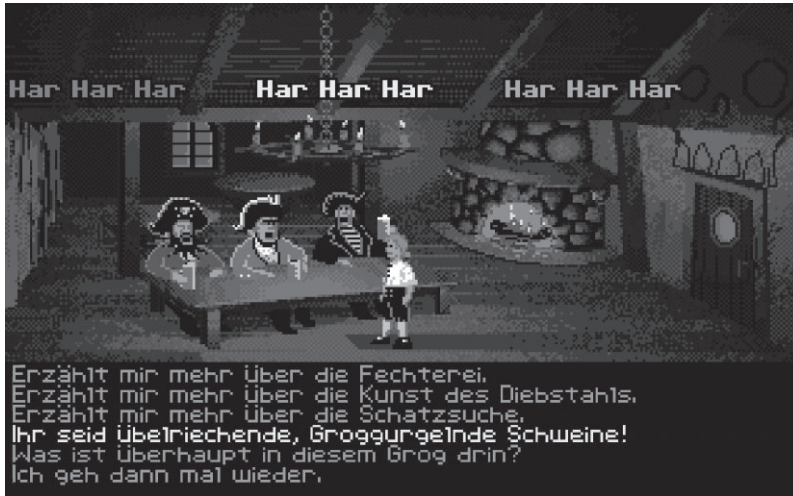 Har Har Har Har Har Har Har Har Har
Erzählt mir mehr über die Fechterei.
Erzählt mir mehr über die Kunst des Diebstahls.
Erzählt mir mehr über die Schatzsuche.
Ihr seid übelriechende, Groggurgelnde Schweine!
Was ist überhaupt in diesem Grog drin?
Ich geh dann mal wieder.